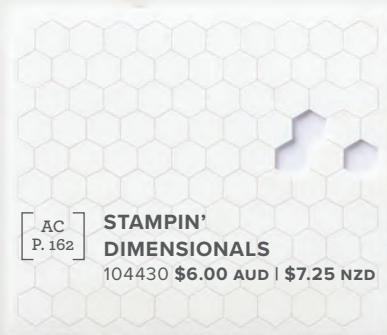 AC
P. 162
STAMPIN'
DIMENSIONALS
104430 $6.00 AUD | $7.25 NZD